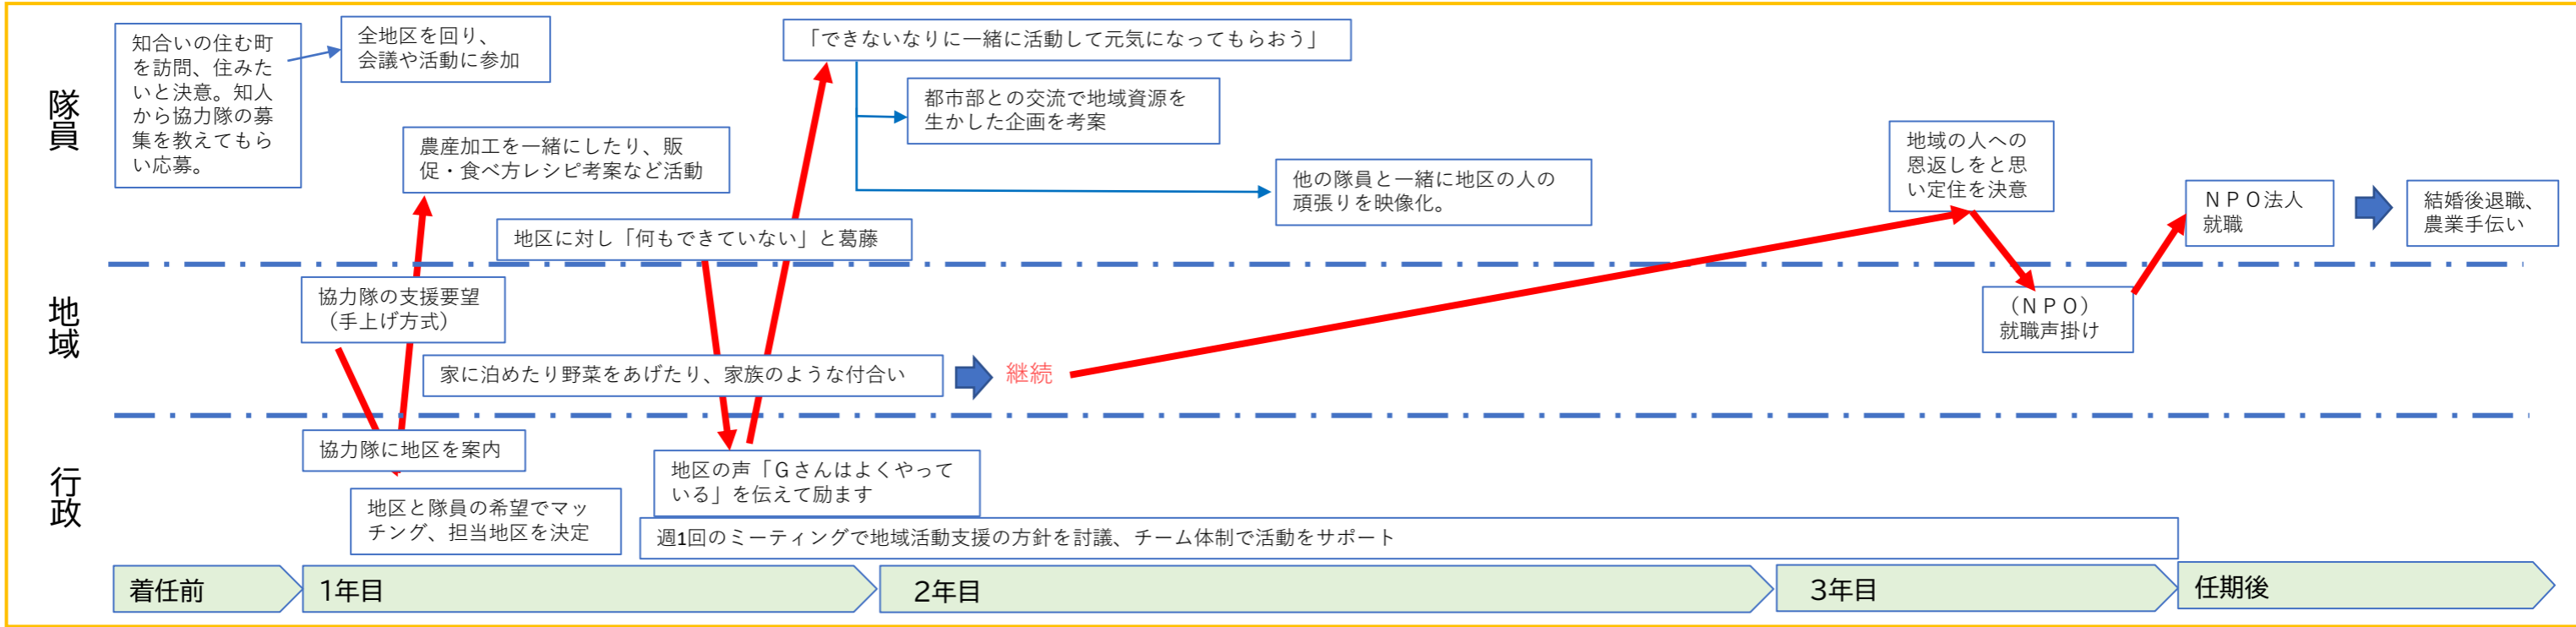 隊員
知合いの住む町
を訪問、住みた
いと決意。知人
から協力隊の募
集を教えてもら
い応募。
全地区を回り、
会議や活動に参加
農産加工を一緒にしたり、販
促・食べ方レシピ考案など活動
地区に対し「何もできていない」と葛藤
「できないなりに一緒に活動して元気になってもらおう」
都市部との交流で地域資源を
生かした企画を考案
他の隊員と一緒に地区の人の
頑張りを映像化。
地域の人への
恩返しをと思
い定住を決意
ＮＰＯ法人
就職
結婚後退職、
農業手伝い
地域
協力隊の支援要望
（手上げ方式）
家に泊めたり野菜をあげたり、家族のような付合い
継続
（ＮＰＯ）
就職声掛け
行政
協力隊に地区を案内
地区と隊員の希望でマッ
チング、担当地区を決定
地区の声「Ｇさんはよくやって
いる」を伝えて励ます
週1回のミーティングで地域活動支援の方針を討議、チーム体制で活動をサポート
着任前
1年目
2年目
3年目
任期後